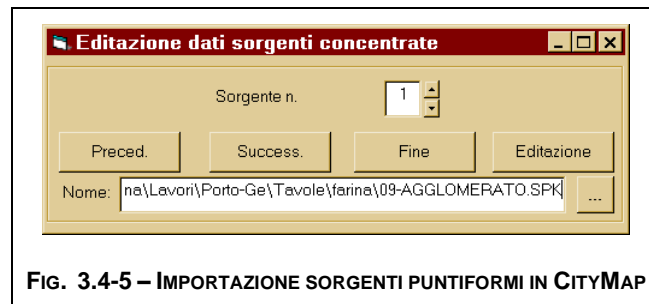 Editazione dati sorgenti concentrate
Sorgente n. 1
Preced. Success. Fine Editazione
Nome: na\Lavori\Porto-Ge\Tavole\farina\09-AGGLOMERATO.SPK ...
FIG. 3.4-5 – IMPORTAZIONE SORGENTI PUNTIFORMI IN CITYMAP